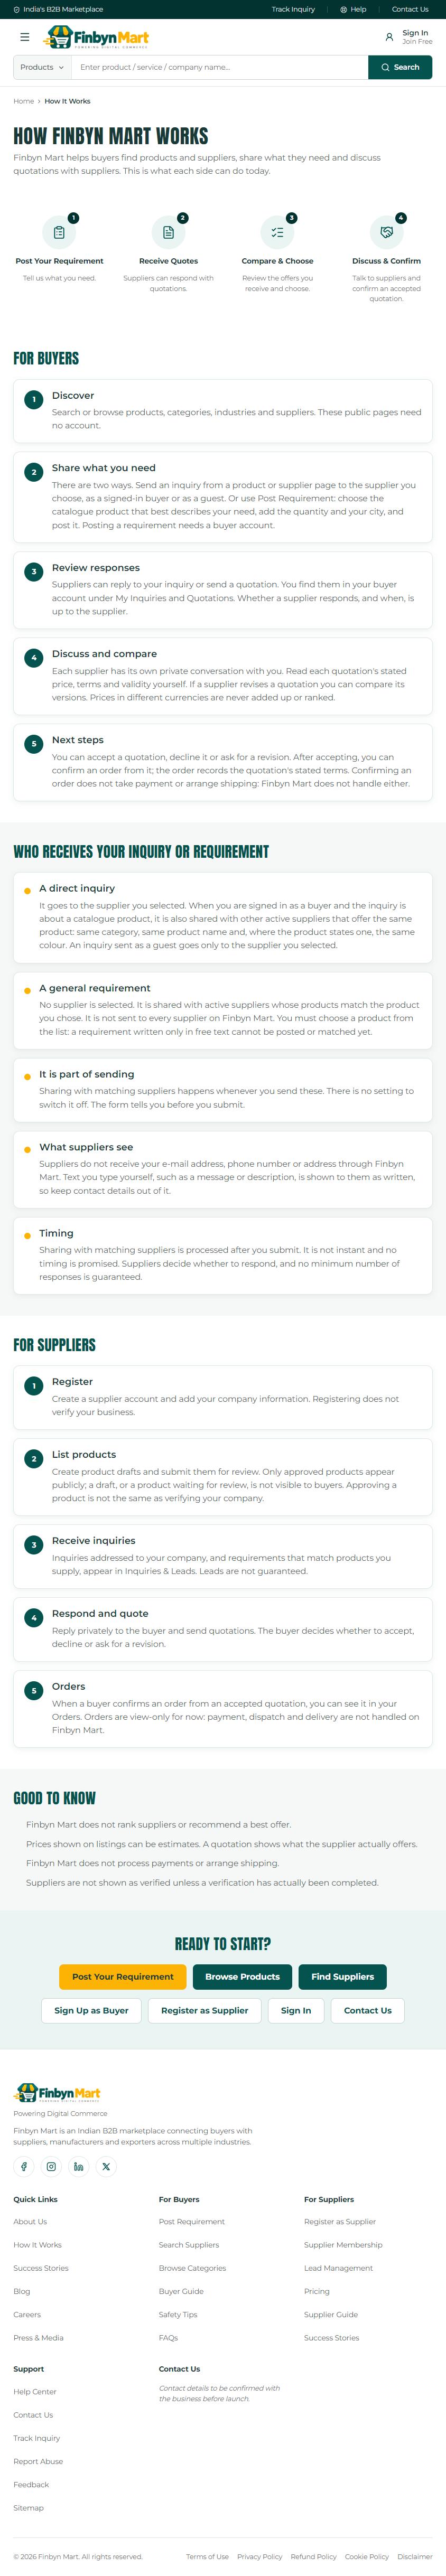 India's B2B Marketplace
Track Inquiry
Help
Contact Us
FinbynMart
POWERING DIGITAL COMMERCE
Sign In
Join Free
Products
Enter product / service / company name...
Search
Home › How It Works
HOW FINBYN MART WORKS
Finbyn Mart helps buyers find products and suppliers, share what they need and discuss
quotations with suppliers. This is what each side can do today.
1
Post Your Requirement
Tell us what you need.
2
Receive Quotes
Suppliers can respond with
quotations.
3
Compare & Choose
Review the offers you
receive and choose.
4
Discuss & Confirm
Talk to suppliers and
confirm an accepted
quotation.
FOR BUYERS
1
Discover
Search or browse products, categories, industries and suppliers. These public pages need
no account.
2
Share what you need
There are two ways. Send an inquiry from a product or supplier page to the supplier you
choose, as a signed-in buyer or as a guest. Or use Post Requirement: choose the
catalogue product that best describes your need, add the quantity and your city, and
post it. Posting a requirement needs a buyer account.
3
Review responses
Suppliers can reply to your inquiry or send a quotation. You find them in your buyer
account under My Inquiries and Quotations. Whether a supplier responds, and when, is
up to the supplier.
4
Discuss and compare
Each supplier has its own private conversation with you. Read each quotation's stated
price, terms and validity yourself. If a supplier revises a quotation you can compare its
versions. Prices in different currencies are never added up or ranked.
5
Next steps
You can accept a quotation, decline it or ask for a revision. After accepting, you can
confirm an order from it; the order records the quotation's stated terms. Confirming an
order does not take payment or arrange shipping: Finbyn Mart does not handle either.
WHO RECEIVES YOUR INQUIRY OR REQUIREMENT
A direct inquiry
It goes to the supplier you selected. When you are signed in as a buyer and the inquiry is
about a catalogue product, it is also shared with other active suppliers that offer the same
product: same category, same product name and, where the product states one, the same
colour. An inquiry sent as a guest goes only to the supplier you selected.
A general requirement
No supplier is selected. It is shared with active suppliers whose products match the product
you chose. It is not sent to every supplier on Finbyn Mart. You must choose a product from
the list: a requirement written only in free text cannot be posted or matched yet.
It is part of sending
Sharing with matching suppliers happens whenever you send these. There is no setting to
switch it off. The form tells you before you submit.
What suppliers see
Suppliers do not receive your e-mail address, phone number or address through Finbyn
Mart. Text you type yourself, such as a message or description, is shown to them as written,
so keep contact details out of it.
Timing
Sharing with matching suppliers is processed after you submit. It is not instant and no
timing is promised. Suppliers decide whether to respond, and no minimum number of
responses is guaranteed.
FOR SUPPLIERS
1
Register
Create a supplier account and add your company information. Registering does not
verify your business.
2
List products
Create product drafts and submit them for review. Only approved products appear
publicly; a draft, or a product waiting for review, is not visible to buyers. Approving a
product is not the same as verifying your company.
3
Receive inquiries
Inquiries addressed to your company, and requirements that match products you
supply, appear in Inquiries & Leads. Leads are not guaranteed.
4
Respond and quote
Reply privately to the buyer and send quotations. The buyer decides whether to accept,
decline or ask for a revision.
5
Orders
When a buyer confirms an order from an accepted quotation, you can see it in your
Orders. Orders are view-only for now: payment, dispatch and delivery are not handled on
Finbyn Mart.
GOOD TO KNOW
Finbyn Mart does not rank suppliers or recommend a best offer.
Prices shown on listings can be estimates. A quotation shows what the supplier actually offers.
Finbyn Mart does not process payments or arrange shipping.
Suppliers are not shown as verified unless a verification has actually been completed.
READY TO START?
Post Your Requirement
Browse Products
Find Suppliers
Sign Up as Buyer
Register as Supplier
Sign In
Contact Us
FinbynMart
POWERING DIGITAL COMMERCE
Powering Digital Commerce
Finbyn Mart is an Indian B2B marketplace connecting buyers with
suppliers, manufacturers and exporters across multiple industries.
Quick Links
About Us
How It Works
Success Stories
Blog
Careers
Press & Media
For Buyers
Post Requirement
Search Suppliers
Browse Categories
Buyer Guide
Safety Tips
FAQs
For Suppliers
Register as Supplier
Supplier Membership
Lead Management
Pricing
Supplier Guide
Success Stories
Support
Help Center
Contact Us
Track Inquiry
Report Abuse
Feedback
Sitemap
Contact Us
Contact details to be confirmed with
the business before launch.
© 2026 Finbyn Mart. All rights reserved.
Terms of Use
Privacy Policy
Refund Policy
Cookie Policy
Disclaimer